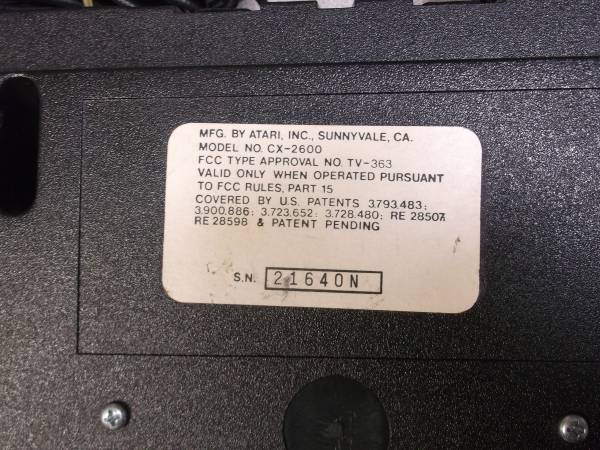 MFG. BY ATARI, INC., SUNNYVALE, CA.
MODEL NO. CX-2600
FCC TYPE APPROVAL NO. TV-363
VALID ONLY WHEN OPERATED PURSUANT
TO FCC RULES, PART 15
COVERED BY U.S. PATENTS 3.793.483;
3.900.886; 3.723.652; 3.728.480; RE 28507;
RE 28598 & PATENT PENDING
S.N. 21640N